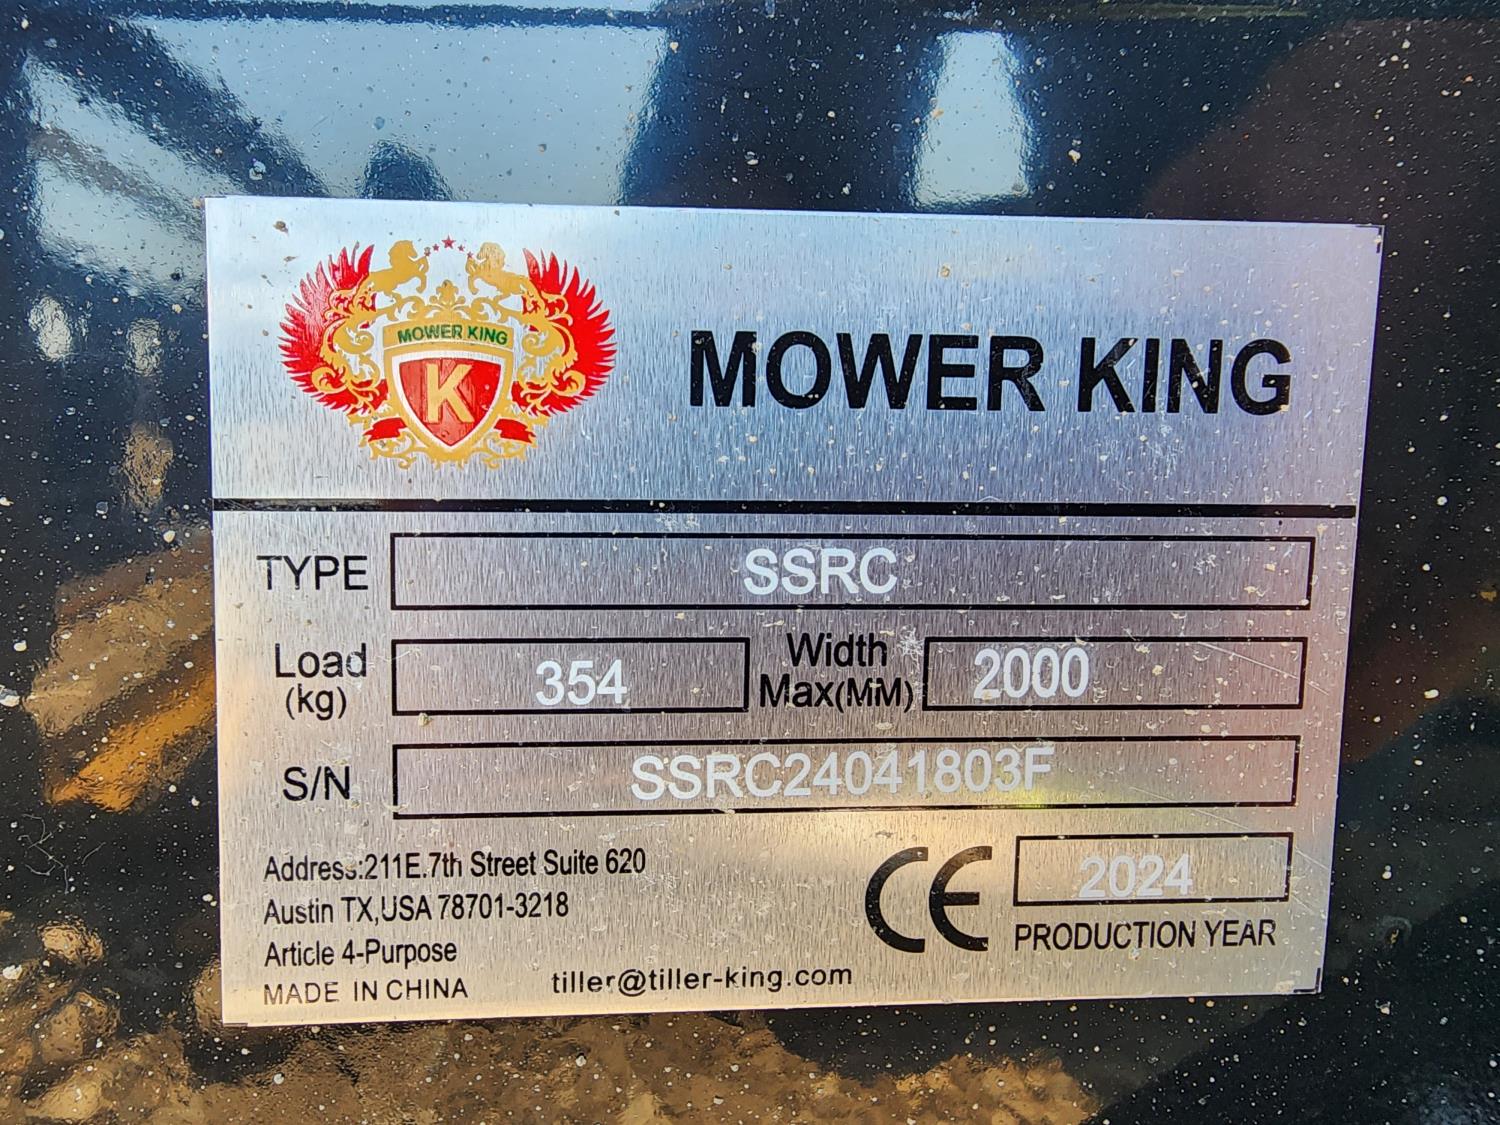 MOWER KING
K
MOWER KING
TYPE SSRC
Load (kg) 354 Width Max(MM) 2000
S/N SSRC24041803F
Address:211E.7th Street Suite 620
Austin TX,USA 78701-3218
Article 4-Purpose
MADE IN CHINA
tiller@tiller-king.com
CE
2024
PRODUCTION YEAR